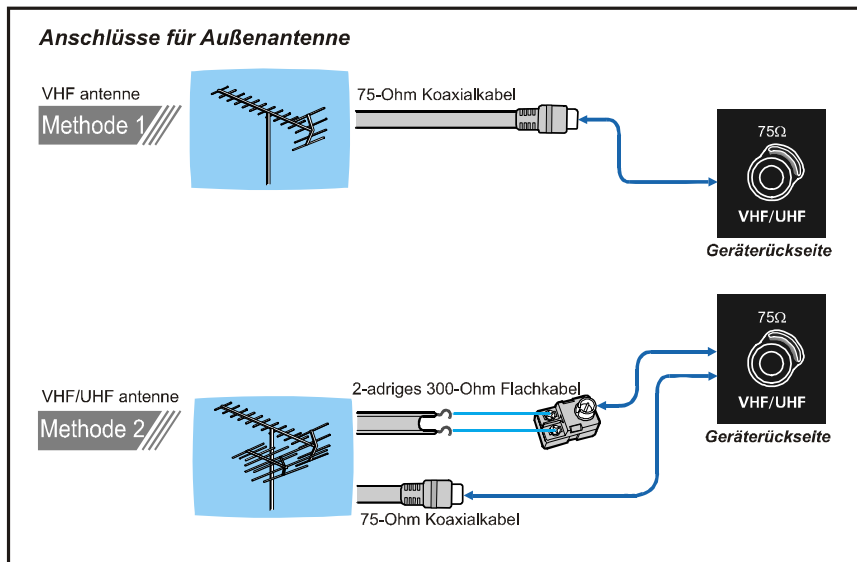 Anschlüsse für Außenantenne
VHF antenne
Methode 1
75-Ohm Koaxialkabel
75Ω
VHF/UHF
Geräterückseite
VHF/UHF antenne
Methode 2
2-adriges 300-Ohm Flachkabel
75-Ohm Koaxialkabel
75Ω
VHF/UHF
Geräterückseite